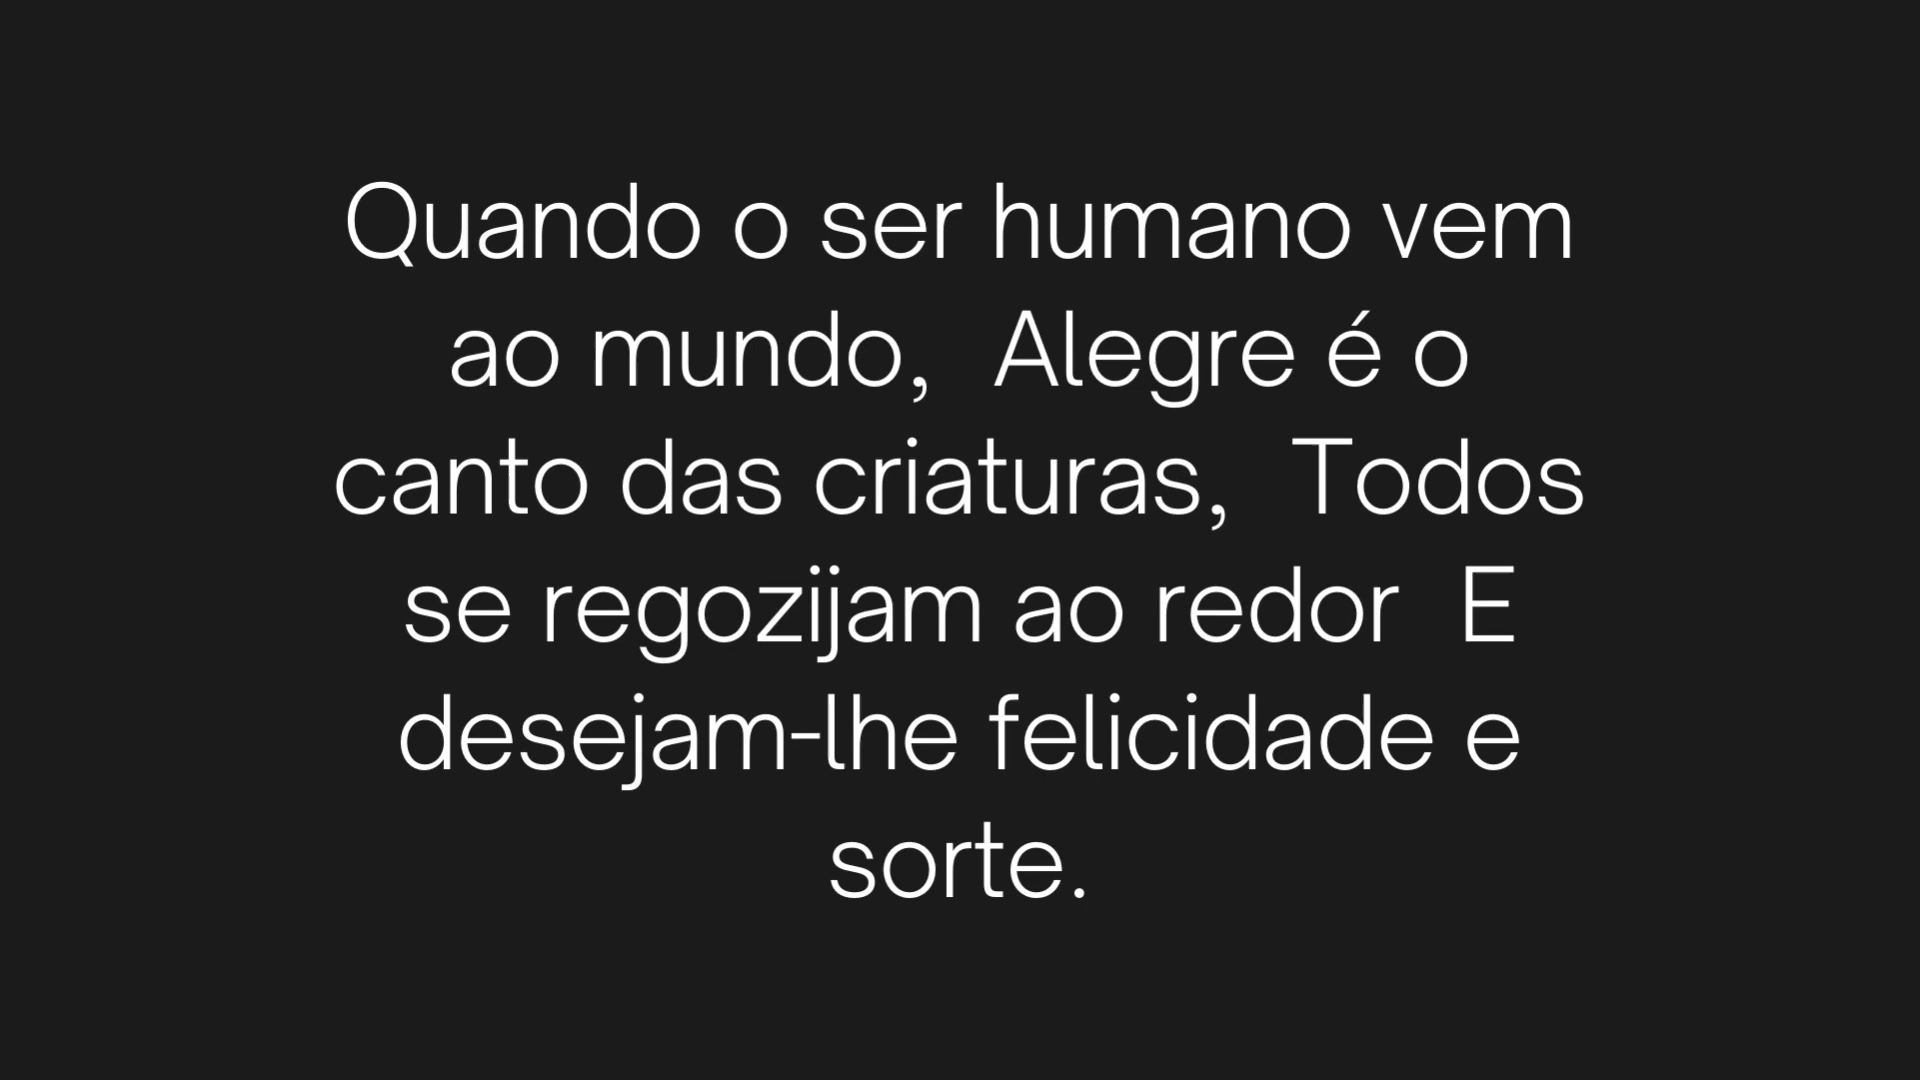 Quando o ser humano vem
ao mundo,  Alegre é o
canto das criaturas,  Todos
se regozijam ao redor  E
desejam-lhe felicidade e
sorte.